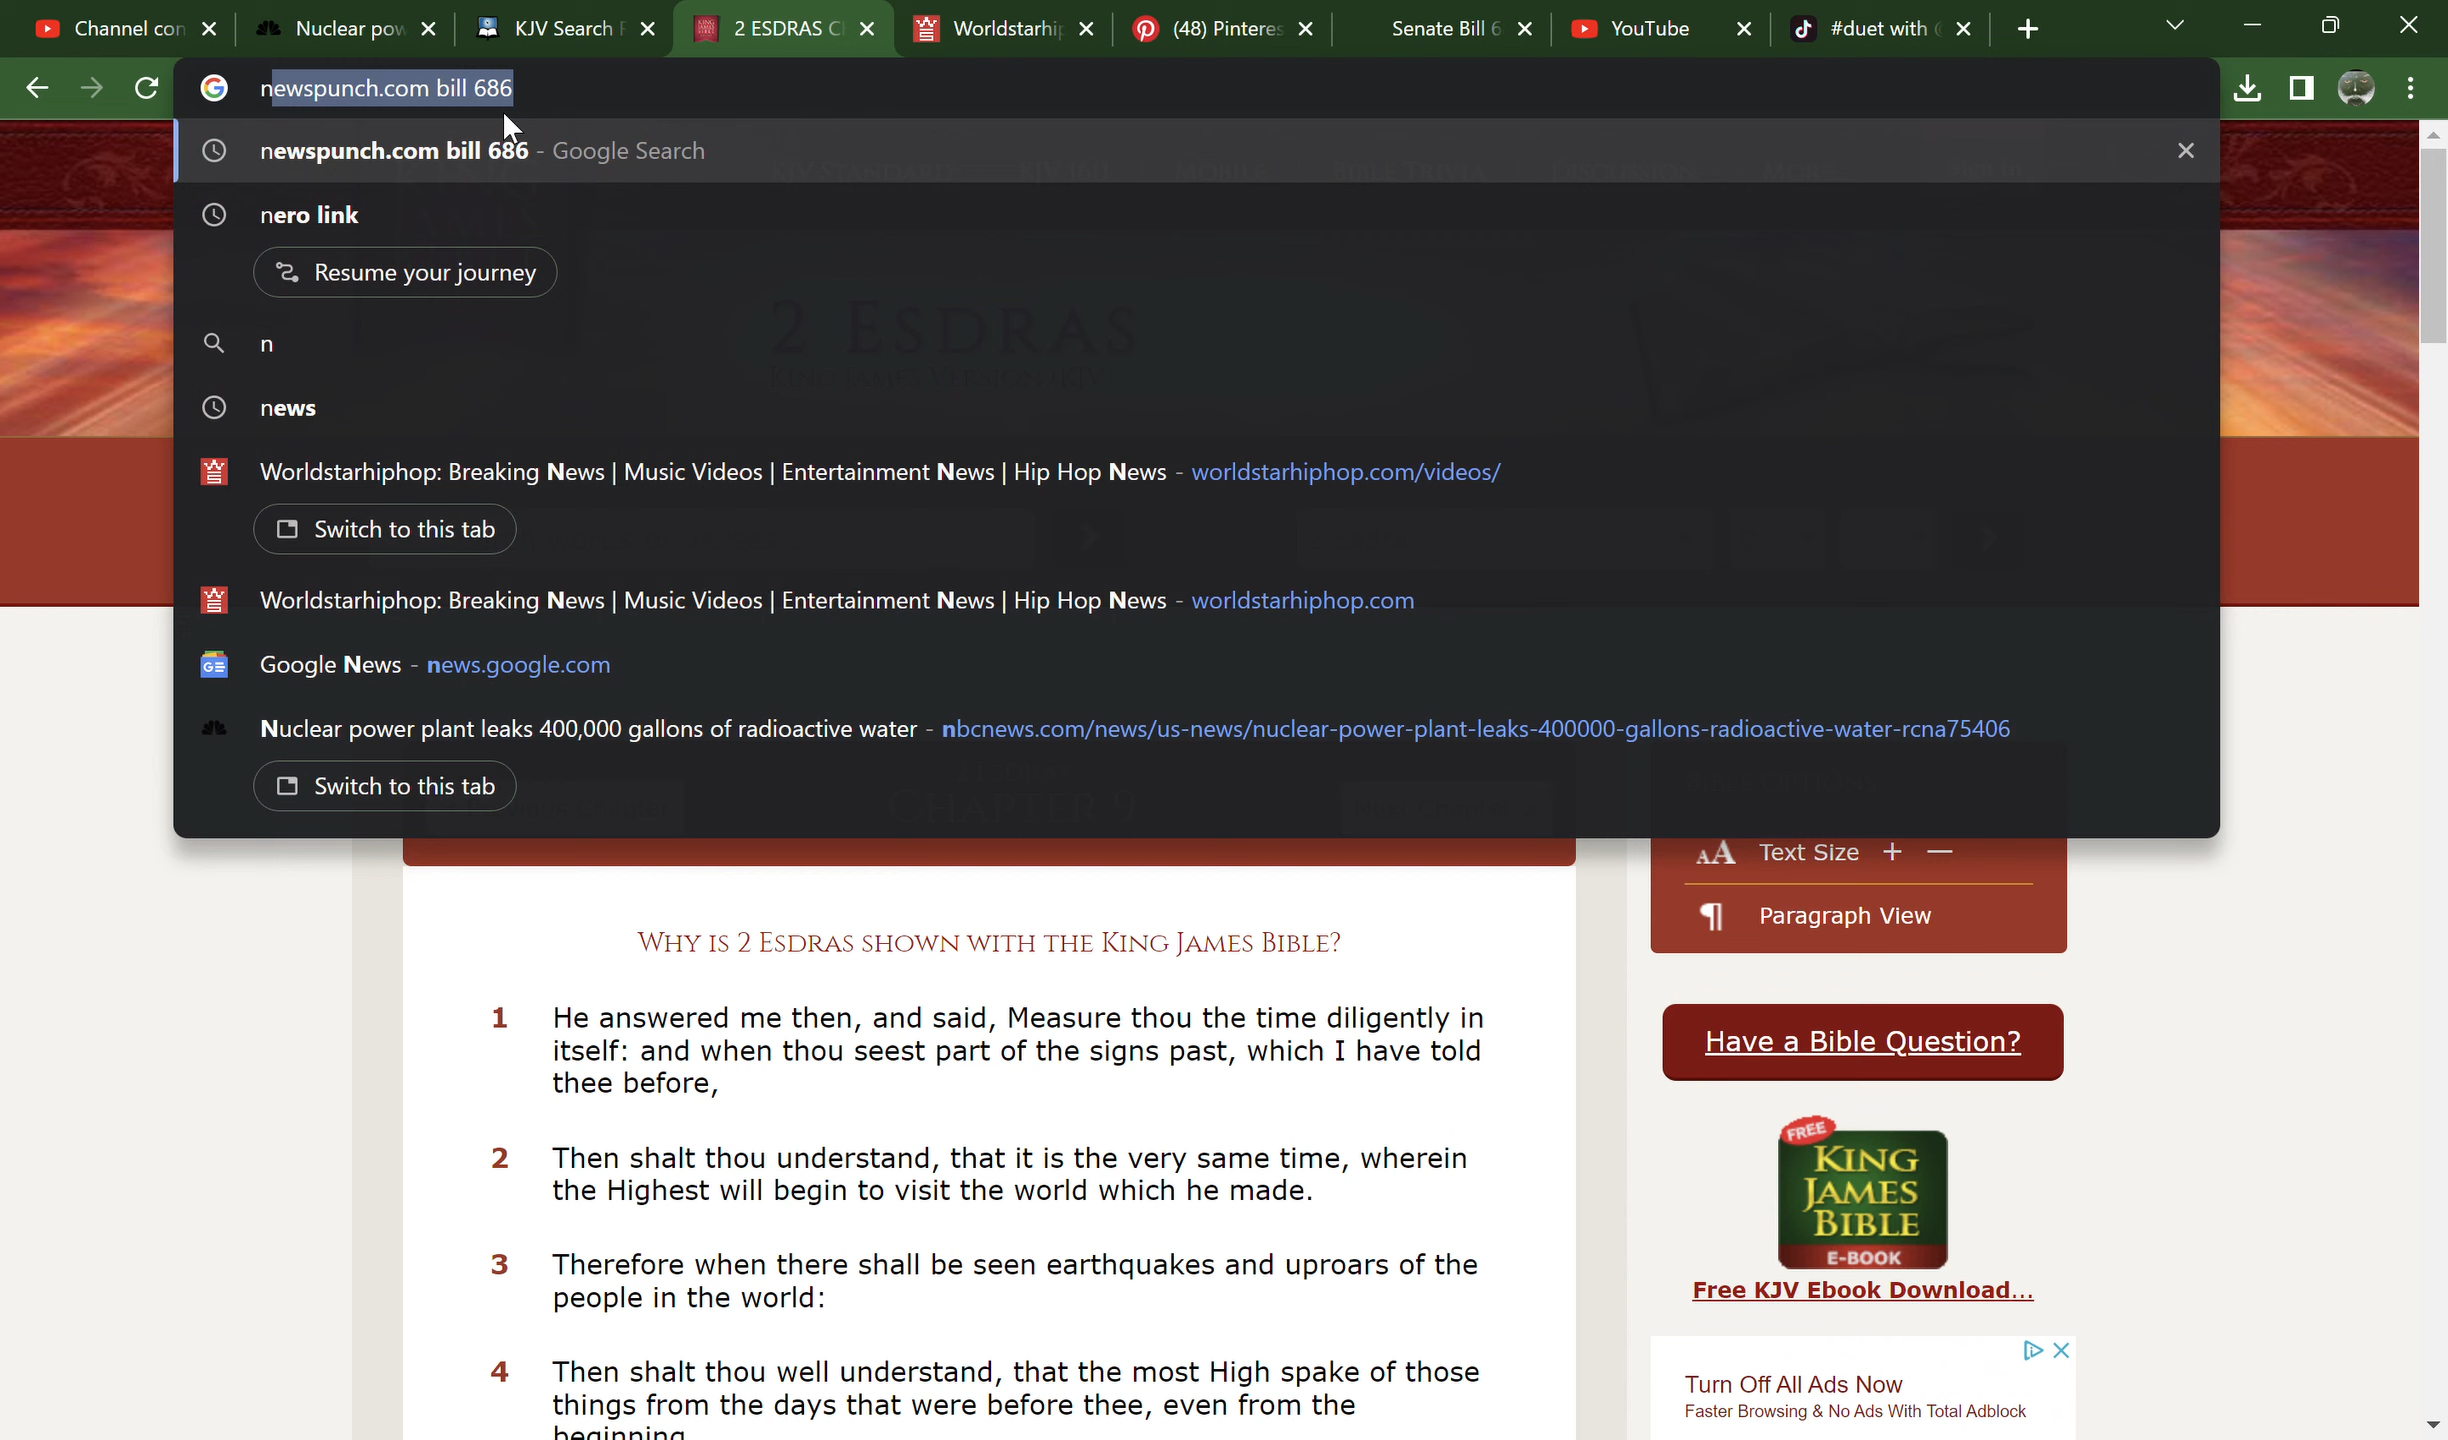 Channel con
Nuclear pow
KJV Search
2 ESDRAS C
Worldstarhip
(48) Pinteres
Senate Bill 6
YouTube
#duet with
newspunch.com bill 686
newspunch.com bill 686 - Google Search
nero link
Resume your journey
n
news
Worldstarhiphop: Breaking News | Music Videos | Entertainment News | Hip Hop News - worldstarhiphop.com/videos/
Switch to this tab
Worldstarhiphop: Breaking News | Music Videos | Entertainment News | Hip Hop News - worldstarhiphop.com
Google News - news.google.com
Nuclear power plant leaks 400,000 gallons of radioactive water - nbcnews.com/news/us-news/nuclear-power-plant-leaks-400000-gallons-radioactive-water-rcna75406
Switch to this tab
2 ESDRAS
KING JAMES VERSION (KJV)
CHAPTER 9
WHY IS 2 ESDRAS SHOWN WITH THE KING JAMES BIBLE?
1 He answered me then, and said, Measure thou the time diligently in
itself: and when thou seest part of the signs past, which I have told
thee before,
2 Then shalt thou understand, that it is the very same time, wherein
the Highest will begin to visit the world which he made.
3 Therefore when there shall be seen earthquakes and uproars of the
people in the world:
4 Then shalt thou well understand, that the most High spake of those
things from the days that were before thee, even from the
beginning
AA Text Size + —
¶ Paragraph View
Have a Bible Question?
FREE
KING
JAMES
BIBLE
E-BOOK
Free KJV Ebook Download...
Turn Off All Ads Now
Faster Browsing & No Ads With Total Adblock